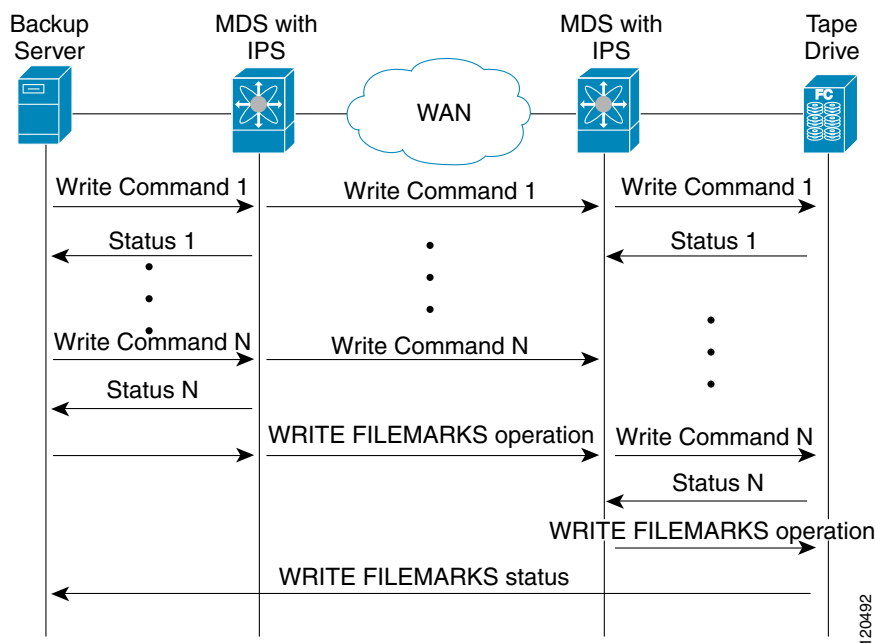 Backup
Server
MDS with
IPS
MDS with
IPS
Tape
Drive
FC
WAN
Write Command 1
Write Command 1
Write Command 1
Status 1
Status 1
Write Command N
Write Command N
Status N
WRITE FILEMARKS operation
Write Command N
Status N
WRITE FILEMARKS operation
WRITE FILEMARKS status
120492